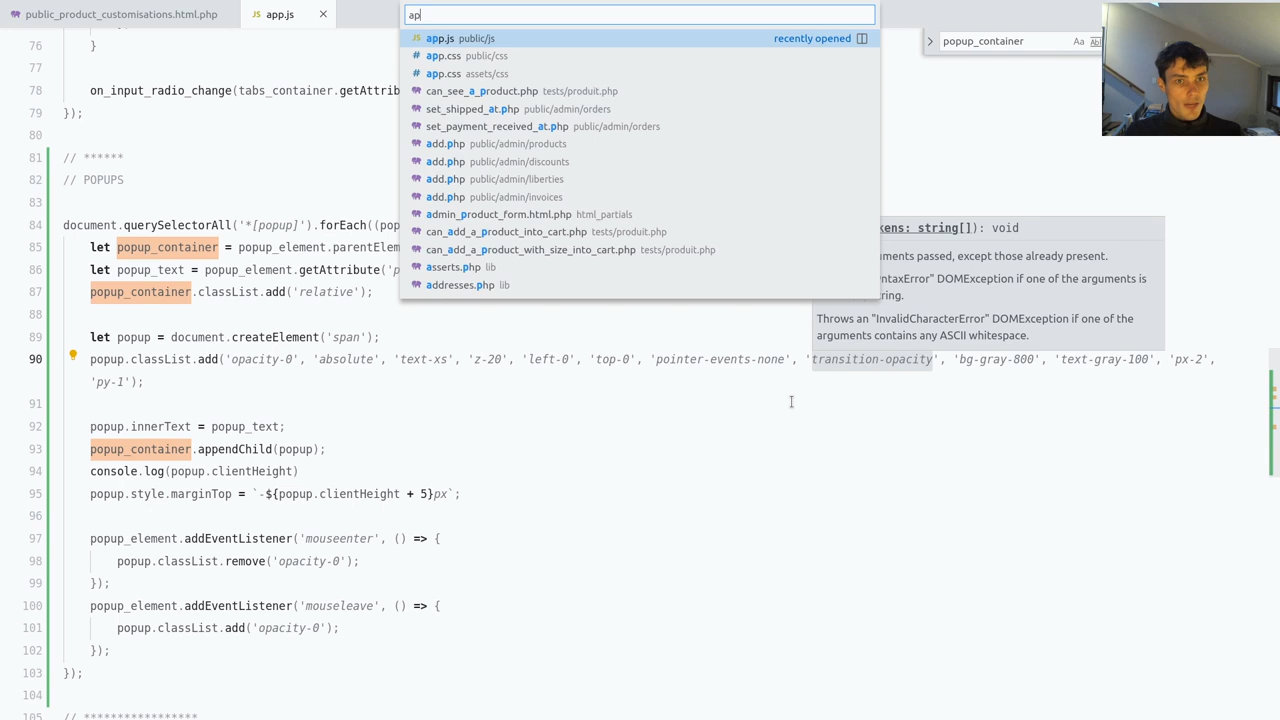 public_product_customisations.html.php
app.js
ap
app.js public/js recently opened
app.css public/css
app.css assets/css
can_see_a_product.php tests/produit.php
set_shipped_at.php public/admin/orders
set_payment_received_at.php public/admin/orders
add.php public/admin/products
add.php public/admin/discounts
add.php public/admin/liberties
add.php public/admin/invoices
admin_product_form.html.php html_partials
can_add_a_product_into_cart.php tests/produit.php
can_add_a_product_with_size_into_cart.php tests/produit.php
asserts.php lib
addresses.php lib
popup_container
Aa
kens: string[]): void
uments passed, except those already present.
ntaxError" DOMException if one of the arguments is
ring.
Throws an "InvalidCharacterError" DOMException if one of the
arguments contains any ASCII whitespace.
76 }
77
78 on_input_radio_change(tabs_container.getAttrib
79 });
80
81 // ******
82 // POPUPS
83
84 document.querySelectorAll('*[popup]').forEach((pop
85 let popup_container = popup_element.parentElem
86 let popup_text = popup_element.getAttribute('p
87 popup_container.classList.add('relative');
88
89 let popup = document.createElement('span');
90 popup.classList.add('opacity-0', 'absolute', 'text-xs', 'z-20', 'left-0', 'top-0', 'pointer-events-none', 'transition-opacity', 'bg-gray-800', 'text-gray-100', 'px-2',
'py-1');
91
92 popup.innerText = popup_text;
93 popup_container.appendChild(popup);
94 console.log(popup.clientHeight)
95 popup.style.marginTop = `-${popup.clientHeight + 5}px`;
96
97 popup_element.addEventListener('mouseenter', () => {
98 popup.classList.remove('opacity-0');
99 });
100 popup_element.addEventListener('mouseleave', () => {
101 popup.classList.add('opacity-0');
102 });
103 });
104
105 // *****************